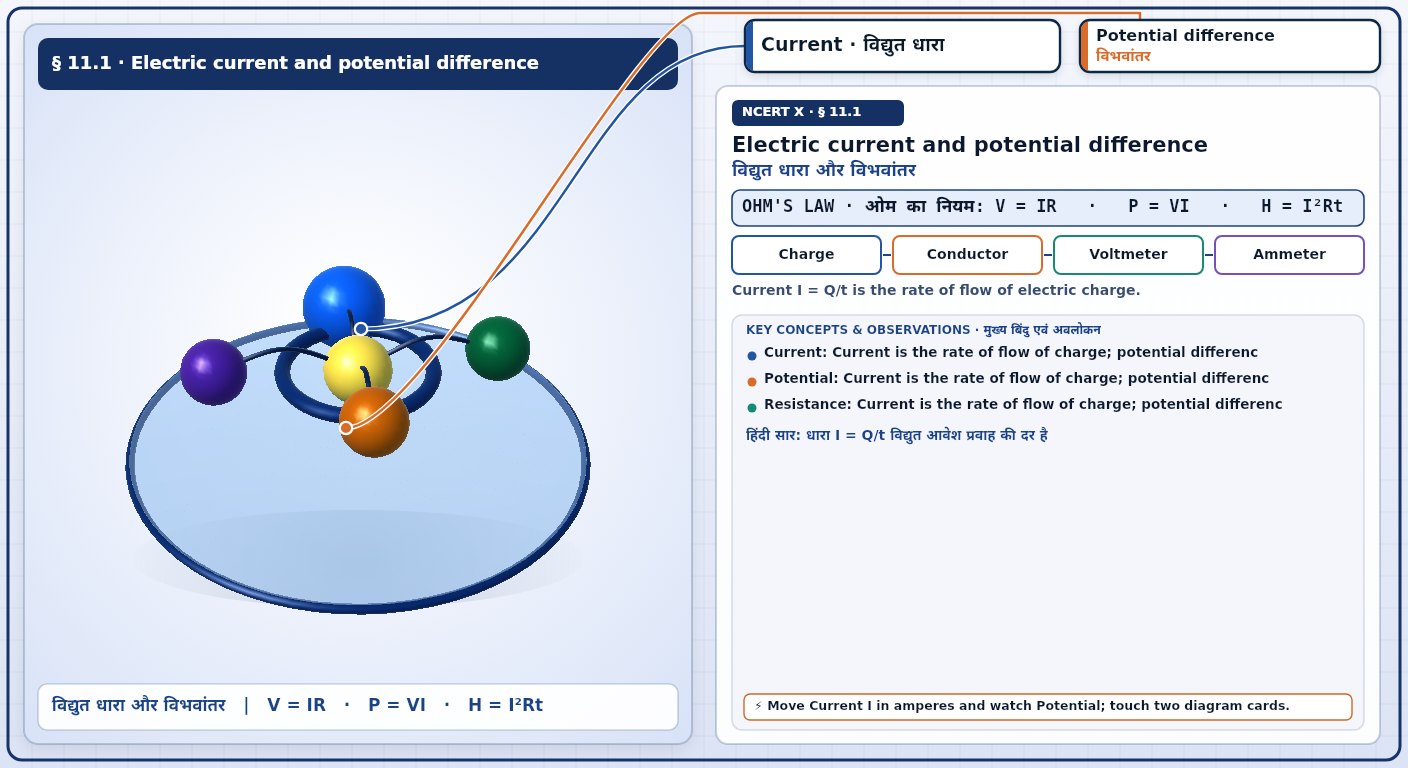 § 11.1 · Electric current and potential difference
विद्युत धारा और विभवांतर | V = IR · P = VI · H = I²Rt
Current · विद्युत धारा
Potential difference
विभवांतर
NCERT X · § 11.1
Electric current and potential difference
विद्युत धारा और विभवांतर
OHM'S LAW · ओम का नियम: V = IR · P = VI · H = I²Rt
Charge
Conductor
Voltmeter
Ammeter
Current I = Q/t is the rate of flow of electric charge.
KEY CONCEPTS & OBSERVATIONS · मुख्य बिंदु एवं अवलोकन
Current: Current is the rate of flow of charge; potential differenc
Potential: Current is the rate of flow of charge; potential differenc
Resistance: Current is the rate of flow of charge; potential differenc
हिंदी सार: धारा I = Q/t विद्युत आवेश प्रवाह की दर है
⚡ Move Current I in amperes and watch Potential; touch two diagram cards.